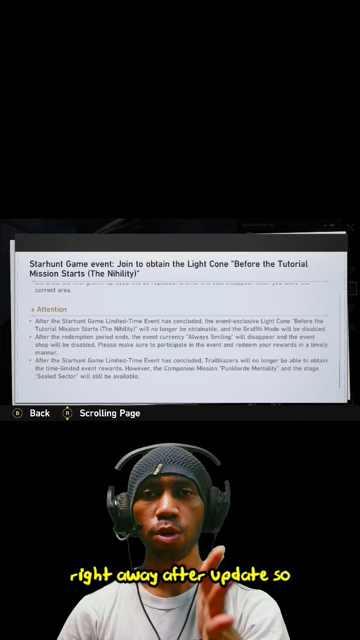 Starhunt Game event: Join to obtain the Light Cone "Before the Tutorial
Mission Starts (The Nihility)"
current area.
» Attention
• After the Starhunt Game Limited-Time Event has concluded, the event-exclusive Light Cone "Before the
Tutorial Mission Starts (The Nihility)" will no longer be obtainable, and the Graffiti Mode will be disabled.
• After the redemption period ends, the event currency "Always Smiling" will disappear and the event
shop will be disabled. Please make sure to participate in the event and redeem your rewards in a timely
manner.
• After the Starhunt Game Limited-Time Event has concluded, Trailblazers will no longer be able to obtain
the time-limited event rewards. However, the Companion Mission "Punklorde Mentality" and the stage
"Sealed Sector" will still be available.
B Back R Scrolling Page
right away after update so